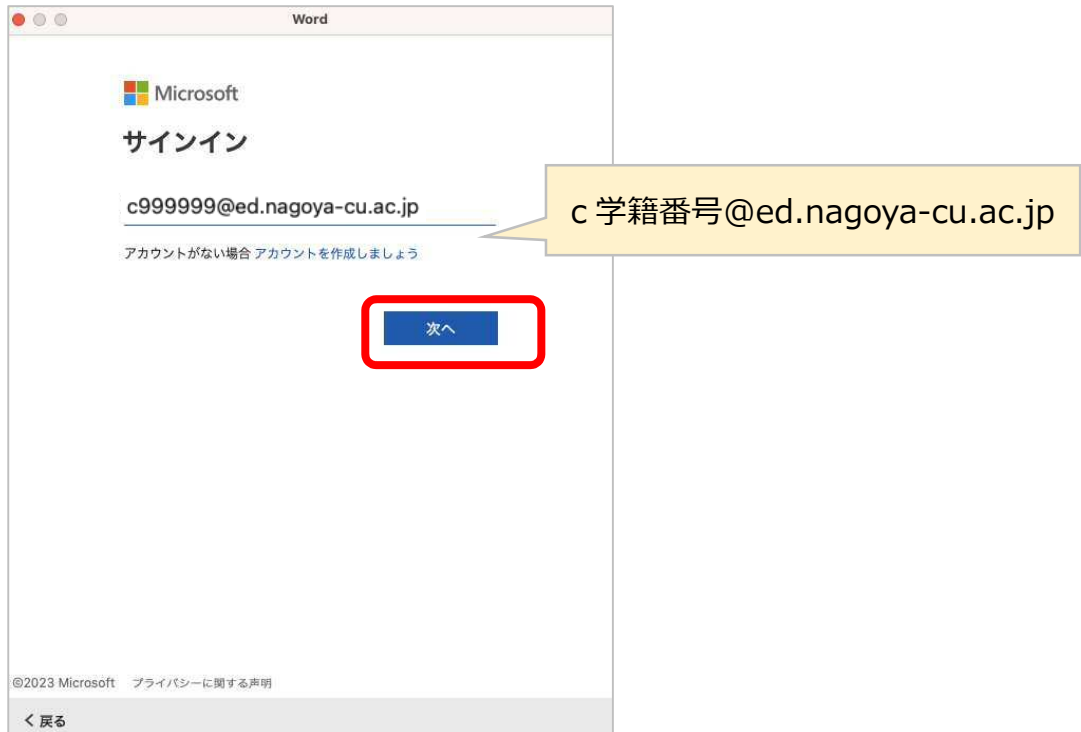 Word
Microsoft
サインイン
c999999@ed.nagoya-cu.ac.jp
c 学籍番号@ed.nagoya-cu.ac.jp
アカウントがない場合 アカウントを作成しましょう
次へ
©2023 Microsoft プライバシーに関する声明
く 戻る